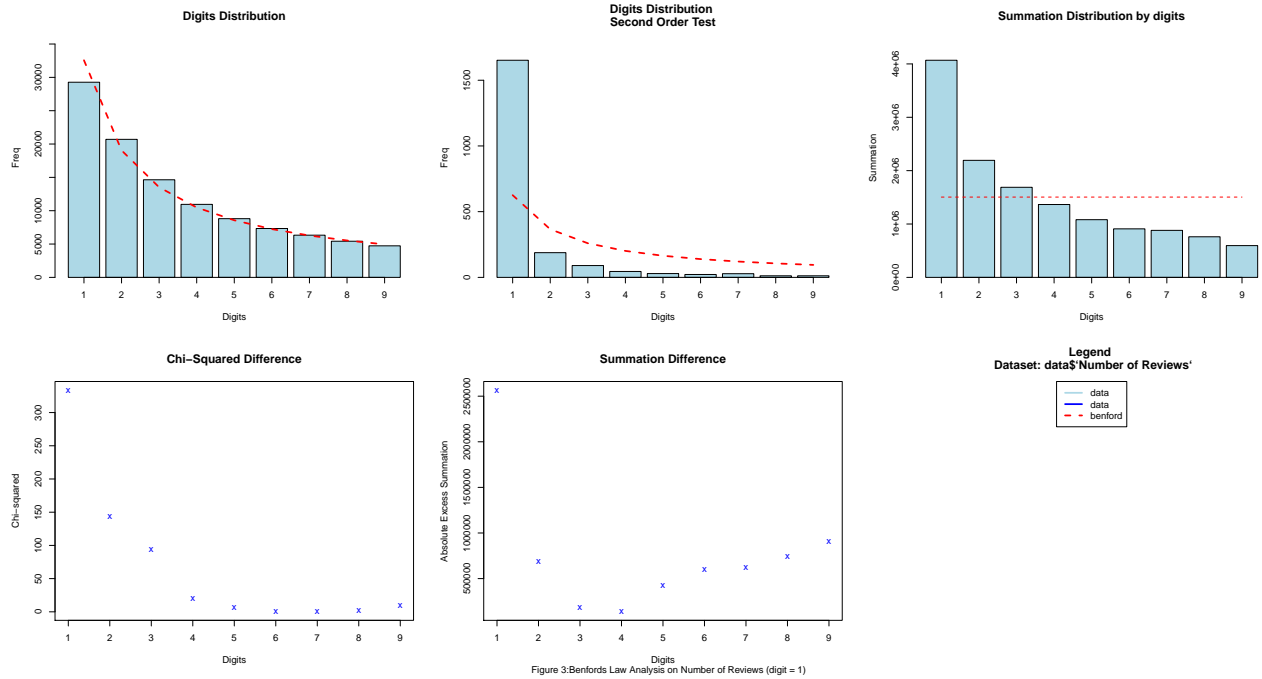 Digits Distribution
Freq
0 5000 10000 20000 30000
1 2 3 4 5 6 7 8 9
Digits
Digits Distribution
Second Order Test
Freq
0 500 1000 1500
1 2 3 4 5 6 7 8 9
Digits
Summation Distribution by digits
Summation
0e+00 1e+06 2e+06 3e+06 4e+06
1 2 3 4 5 6 7 8 9
Digits
Chi−Squared Difference
Chi−squared
0 50 100 150 200 250 300
1 2 3 4 5 6 7 8 9
Digits
Summation Difference
Absolute Excess Summation
500000 1000000 1500000 2000000 2500000
1 2 3 4 5 6 7 8 9
Digits
Legend
Dataset: data$‘Number of Reviews‘
data
data
benford
Figure 3:Benfords Law Analysis on Number of Reviews (digit = 1)